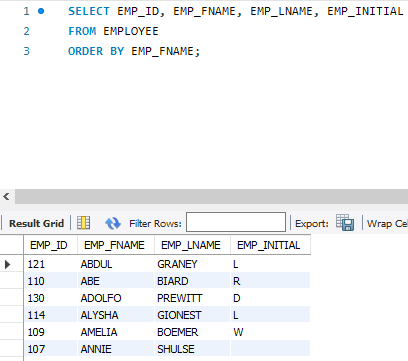 1 SELECT EMP_ID, EMP_FNAME, EMP_LNAME, EMP_INITIAL
2 FROM EMPLOYEE
3 ORDER BY EMP_FNAME;
Result Grid Filter Rows: Export: Wrap Cel
EMP_ID EMP_FNAME EMP_LNAME EMP_INITIAL
121 ABDUL GRANEY L
110 ABE BIARD R
130 ADOLFO PREWITT D
114 ALYSHA GIONEST L
109 AMELIA BOEMER W
107 ANNIE SHULSE